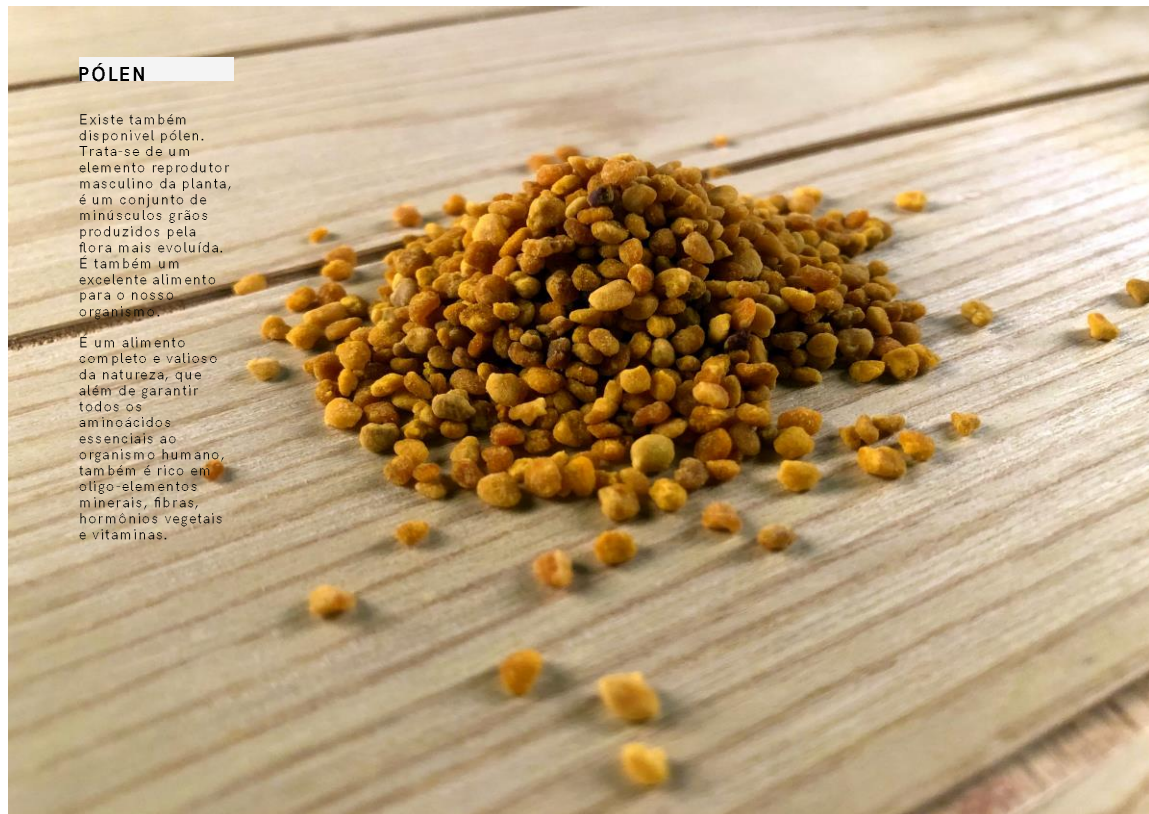 PÓLEN
Existe também
disponivel pólen.
Trata-se de um
elemento reprodutor
masculino da planta,
é um conjunto de
minúsculos grãos
produzidos pela
flora mais evoluída.
É também um
excelente alimento
para o nosso
organismo.
É um alimento
completo e valioso
da natureza, que
além de garantir
todos os
aminoácidos
essenciais ao
organismo humano,
também é rico em
oligo-elementos
minerais, fibras,
hormônios vegetais
e vitaminas.